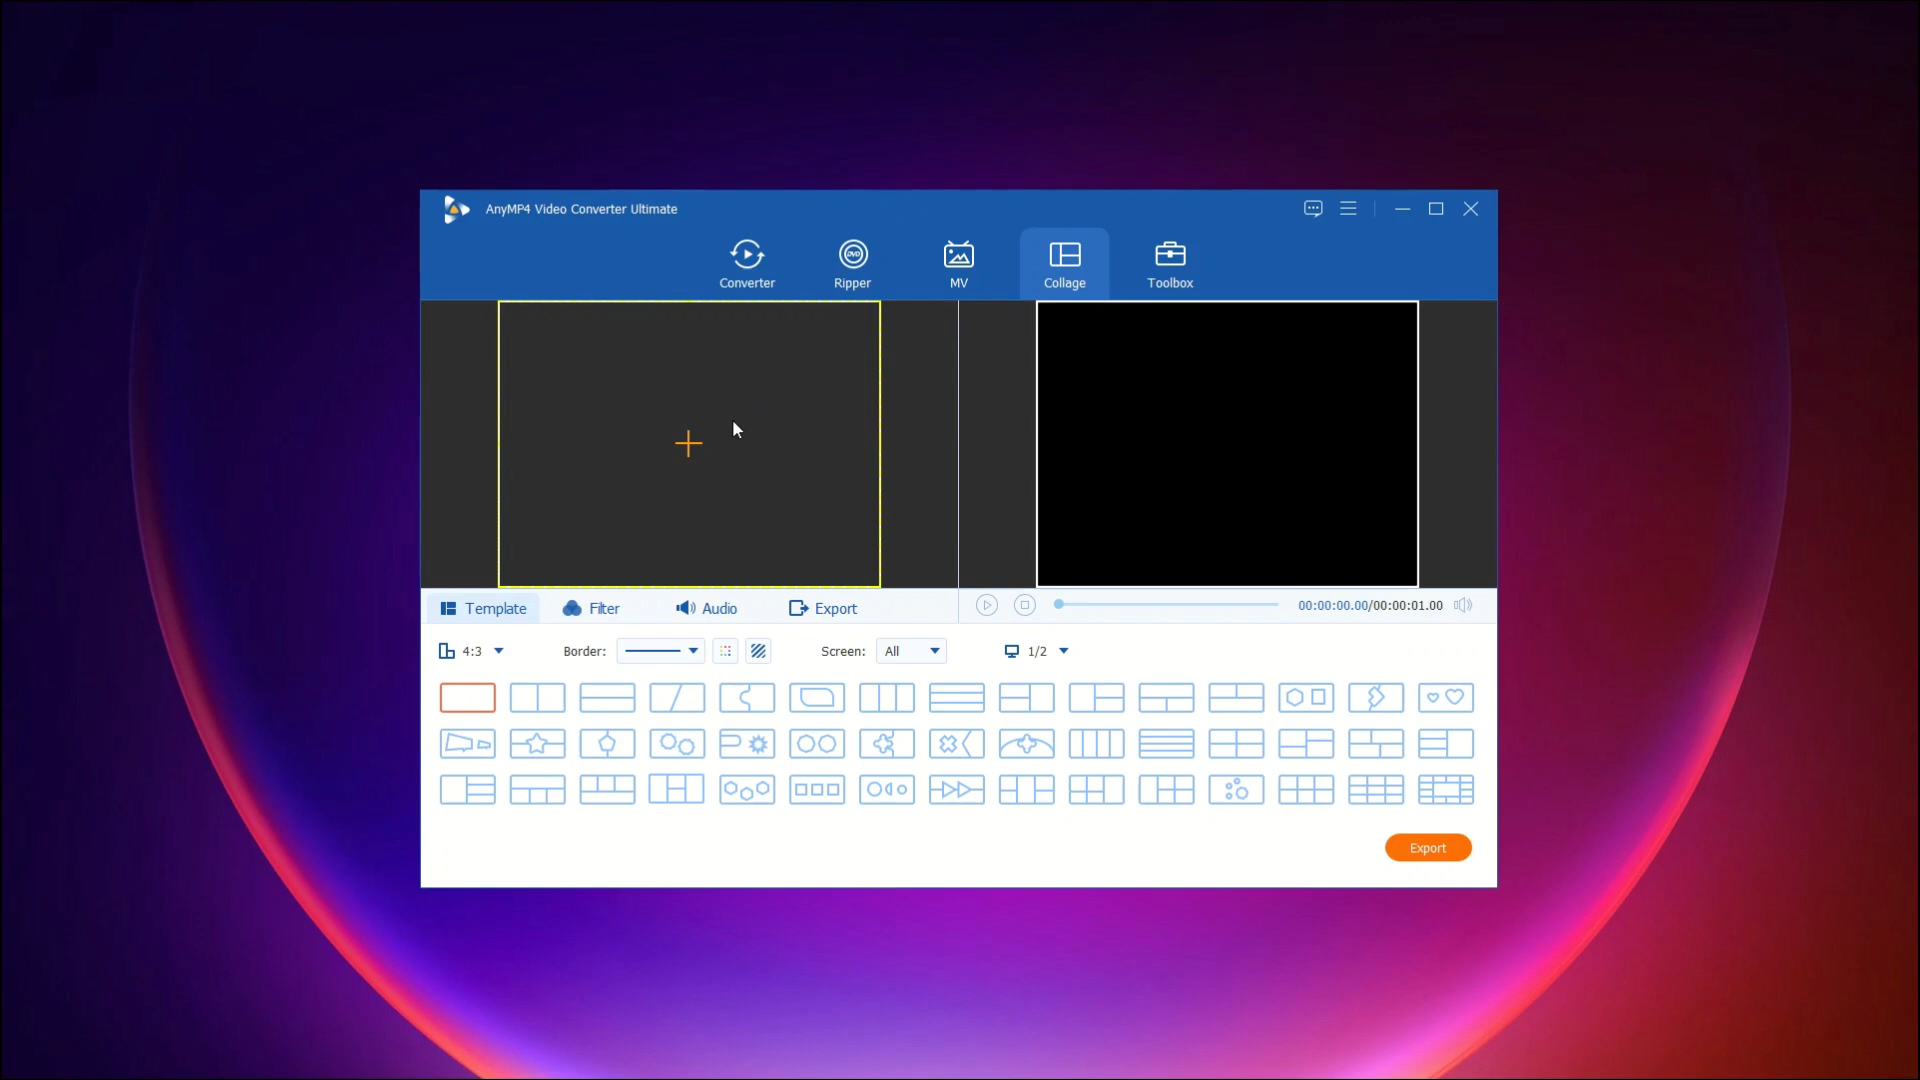 AnyMP4 Video Converter Ultimate
Converter
DVD
Ripper
MV
Collage
Toolbox
Template
Filter
Audio
Export
00:00:00.00/00:00:01.00
4:3
Border:
Screen:
All
1/2
Export